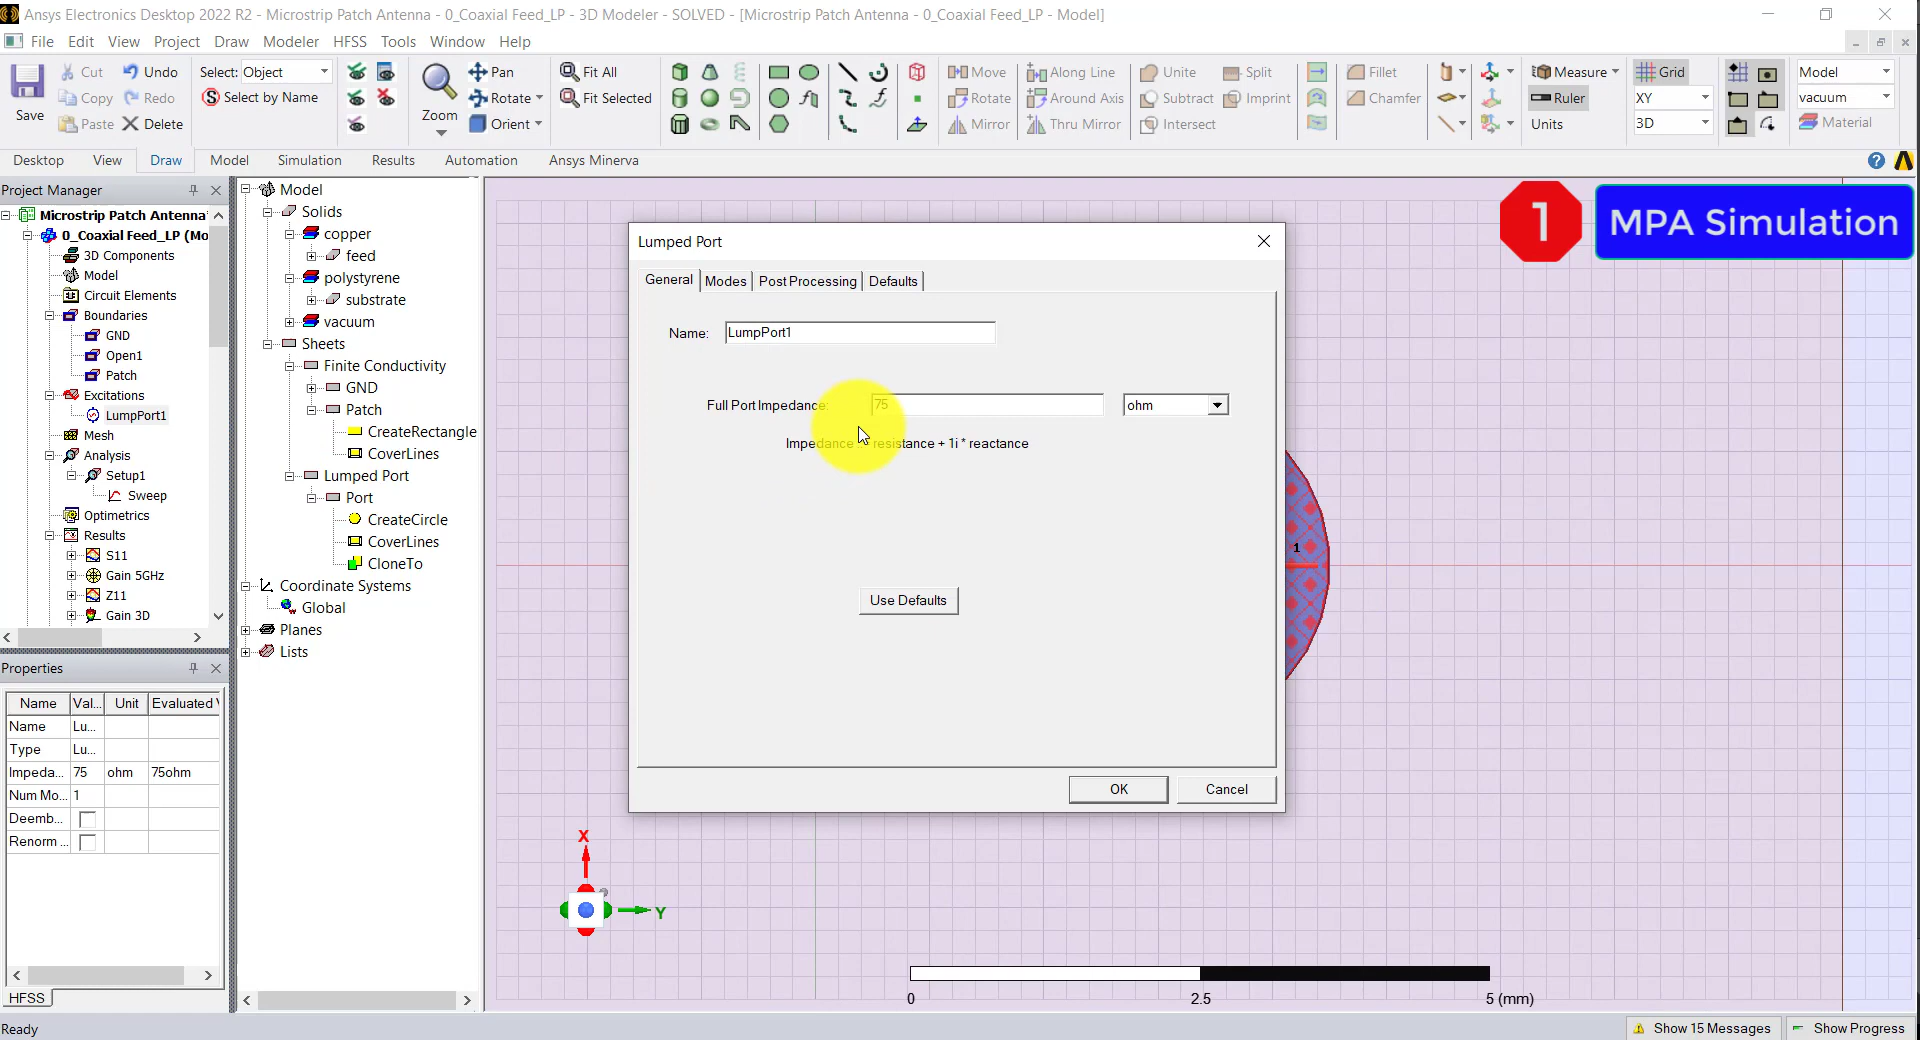 Ansys Electronics Desktop 2022 R2 - Microstrip Patch Antenna - 0_Coaxial Feed_LP - 3D Modeler - SOLVED - [Microstrip Patch Antenna - 0_Coaxial Feed_LP - Model]
File Edit View Project Draw Modeler HFSS Tools Window Help
Save
Cut
Copy
Paste
Undo
Redo
Delete
Select: Object
Select by Name
Zoom
Pan
Rotate
Orient
Fit All
Fit Selected
Move
Rotate
Mirror
Along Line
Around Axis
Thru Mirror
Unite
Subtract
Intersect
Split
Imprint
Fillet
Chamfer
Measure
Ruler
Units
Grid
XY
3D
Model
vacuum
Material
Desktop View Draw Model Simulation Results Automation Ansys Minerva
Project Manager
Microstrip Patch Antenna
0_Coaxial Feed_LP (Mo
3D Components
Model
Circuit Elements
Boundaries
GND
Open1
Patch
Excitations
LumpPort1
Mesh
Analysis
Setup1
Sweep
Optimetrics
Results
S11
Gain 5GHz
Z11
Gain 3D
Properties
Name Val... Unit Evaluated V
Name Lu...
Type Lu...
Impeda... 75 ohm 75ohm
Num Mo... 1
Deemb...
Renorm ...
HFSS
Model
Solids
copper
feed
polystyrene
substrate
vacuum
Sheets
Finite Conductivity
GND
Patch
CreateRectangle
CoverLines
Lumped Port
Port
CreateCircle
CoverLines
CloneTo
Coordinate Systems
Global
Planes
Lists
1 MPA Simulation
Lumped Port
General Modes Post Processing Defaults
Name: LumpPort1
Full Port Impedance: 75 ohm
Impedance resistance + 1i * reactance
Use Defaults
OK Cancel
1
X
Y
0 2.5 5 (mm)
Ready
Show 15 Messages Show Progress